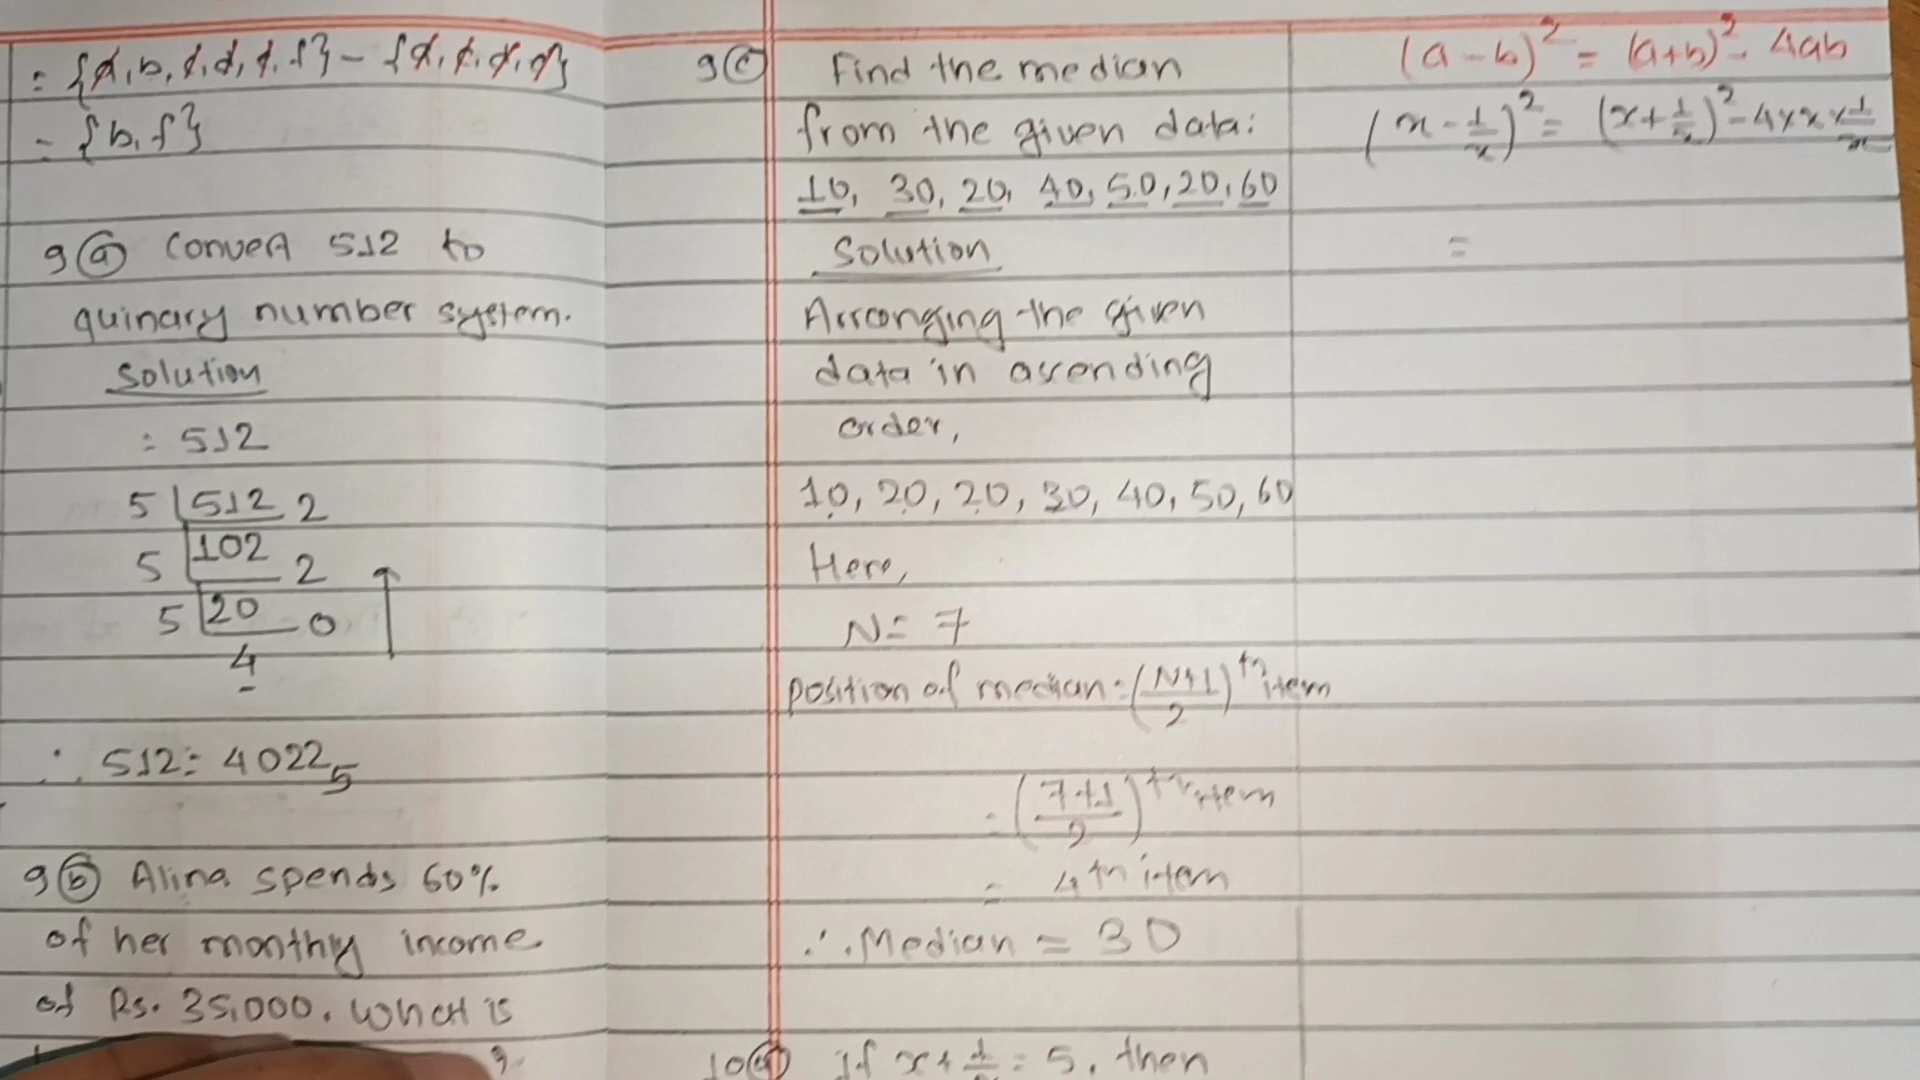 = {a, b, c, d, e, f} - {a, c, d, e}
= {b, f}
9 (a) Convert 512 to
quinary number system.
Solution
= 512
5 | 512 2
5 | 102 2
5 | 20 0
4
∴ 512 = 4022₅
9 (b) Alina spends 60%
of her monthly income
of Rs. 35,000. What is
9 (c) Find the median
from the given data:
10, 30, 20, 40, 50, 20, 60
Solution
Arranging the given
data in ascending
order,
10, 20, 20, 30, 40, 50, 60
Here,
N = 7
position of median = (N+1/2)th item
= (7+1/2)th item
= 4th item
∴ Median = 30
10 (a) if x + 1/x = 5, then
(a - b)² = (a+b)² - 4ab
(x - 1/x)² = (x + 1/x)² - 4 × x × 1/x
=